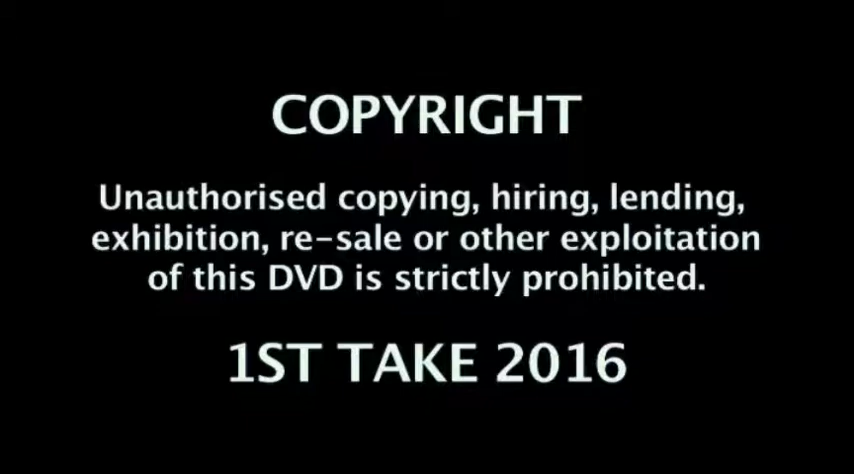 COPYRIGHT
Unauthorised copying, hiring, lending,
exhibition, re-sale or other exploitation
of this DVD is strictly prohibited.
1ST TAKE 2016